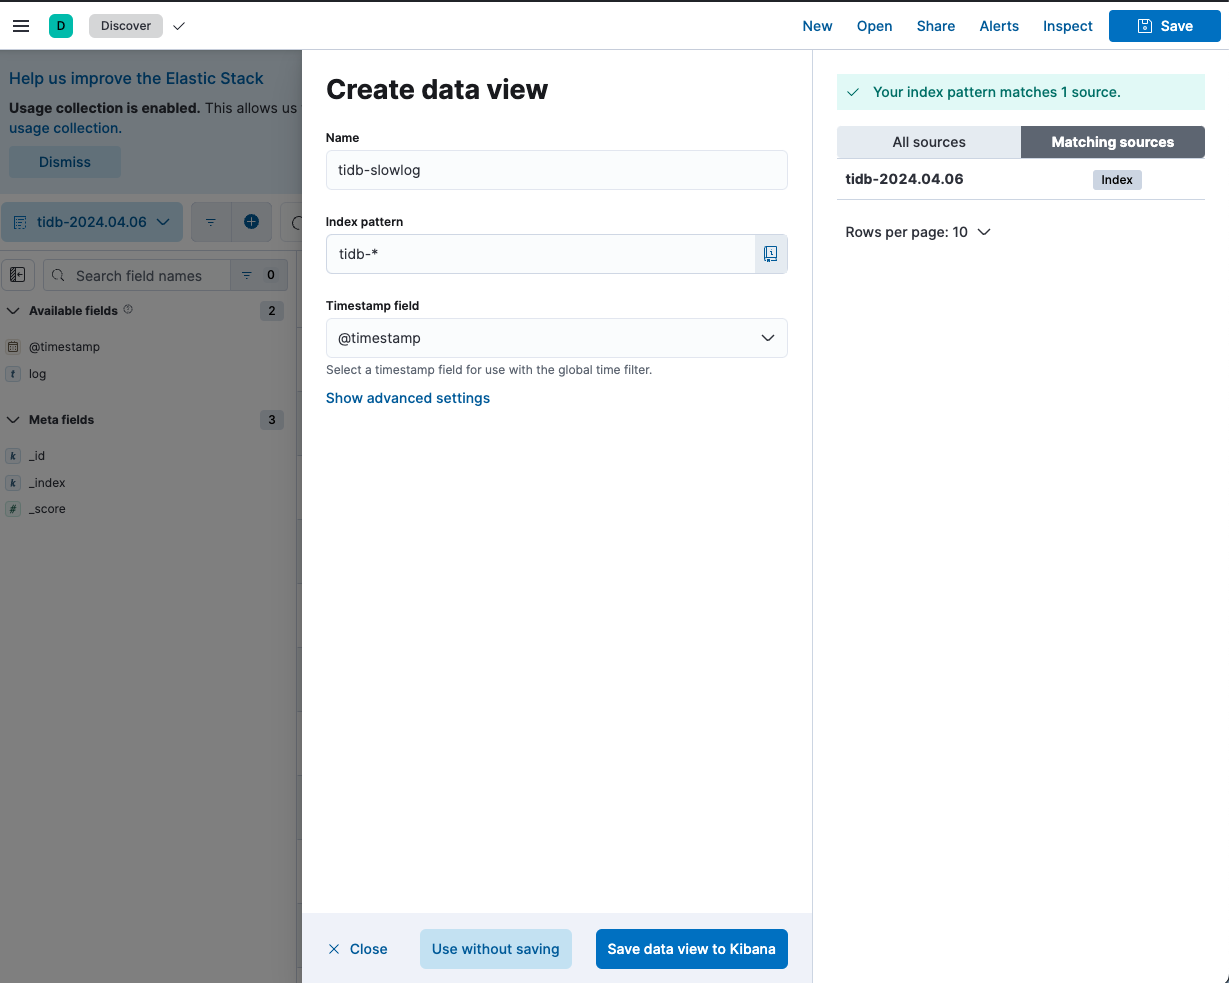 D
Discover
New
Open
Share
Alerts
Inspect
Save
Help us improve the Elastic Stack
Usage collection is enabled. This allows us
usage collection.
Dismiss
tidb-2024.04.06
Search field names
0
Available fields
2
@timestamp
t
log
Meta fields
3
k
_id
k
_index
#
_score
Create data view
Name
tidb-slowlog
Index pattern
tidb-*
Timestamp field
@timestamp
Select a timestamp field for use with the global time filter.
Show advanced settings
Close
Use without saving
Save data view to Kibana
Your index pattern matches 1 source.
All sources
Matching sources
tidb-2024.04.06
Index
Rows per page: 10